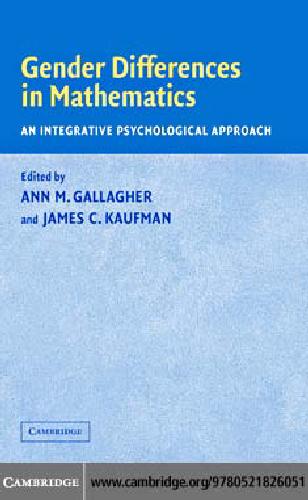 Gender Differences
in Mathematics
AN INTEGRATIVE PSYCHOLOGICAL APPROACH
Edited by
ANN M. GALLAGHER
and JAMES C. KAUFMAN
CAMBRIDGE
CAMBRIDGE www.cambridge.org/9780521826051